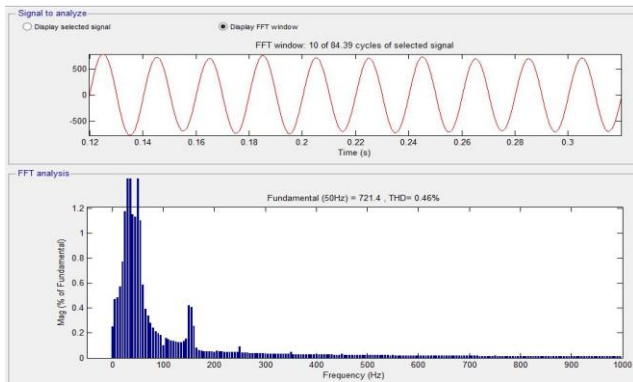 Signal to analyze
Display selected signal Display FFT window
FFT window: 10 of 84.39 cycles of selected signal
500
0
-500
0.12 0.14 0.16 0.18 0.2 0.22 0.24 0.26 0.28 0.3
Time (s)
FFT analysis
Fundamental (50Hz) = 721.4 , THD= 0.46%
Mag (% of Fundamental)
1.2
1
0.8
0.6
0.4
0.2
0
0 100 200 300 400 500 600 700 800 900 1000
Frequency (Hz)